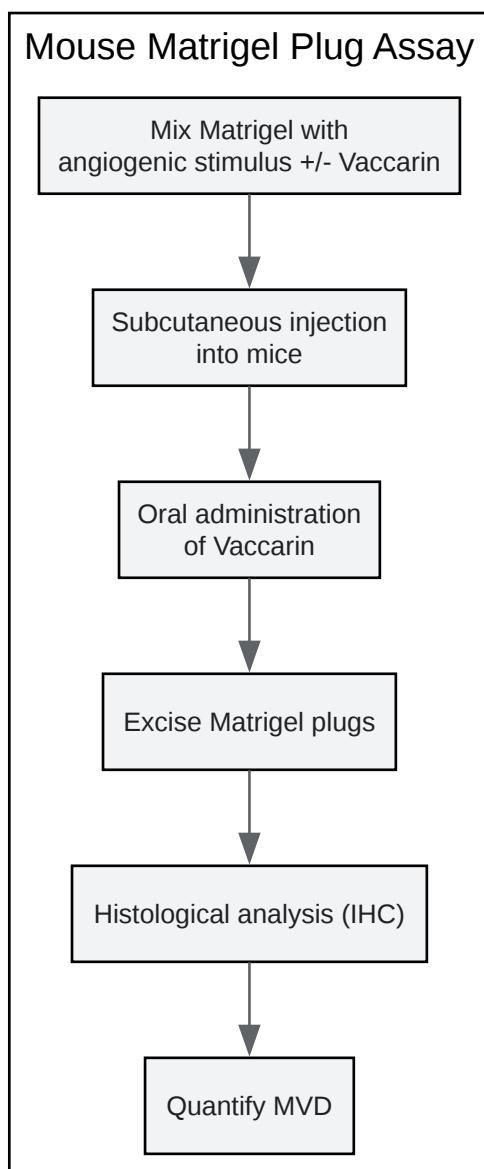 Mouse Matrigel Plug Assay
Mix Matrigel with
angiogenic stimulus +/- Vaccarin
Subcutaneous injection
into mice
Oral administration
of Vaccarin
Excise Matrigel plugs
Histological analysis (IHC)
Quantify MVD